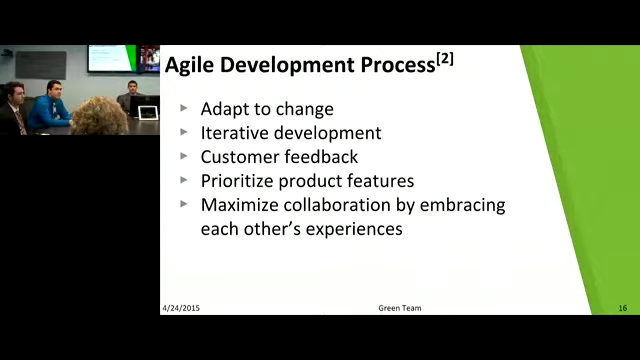 Agile Development Process[2]
Adapt to change
Iterative development
Customer feedback
Prioritize product features
Maximize collaboration by embracing
each other's experiences
4/24/2015
Green Team
16